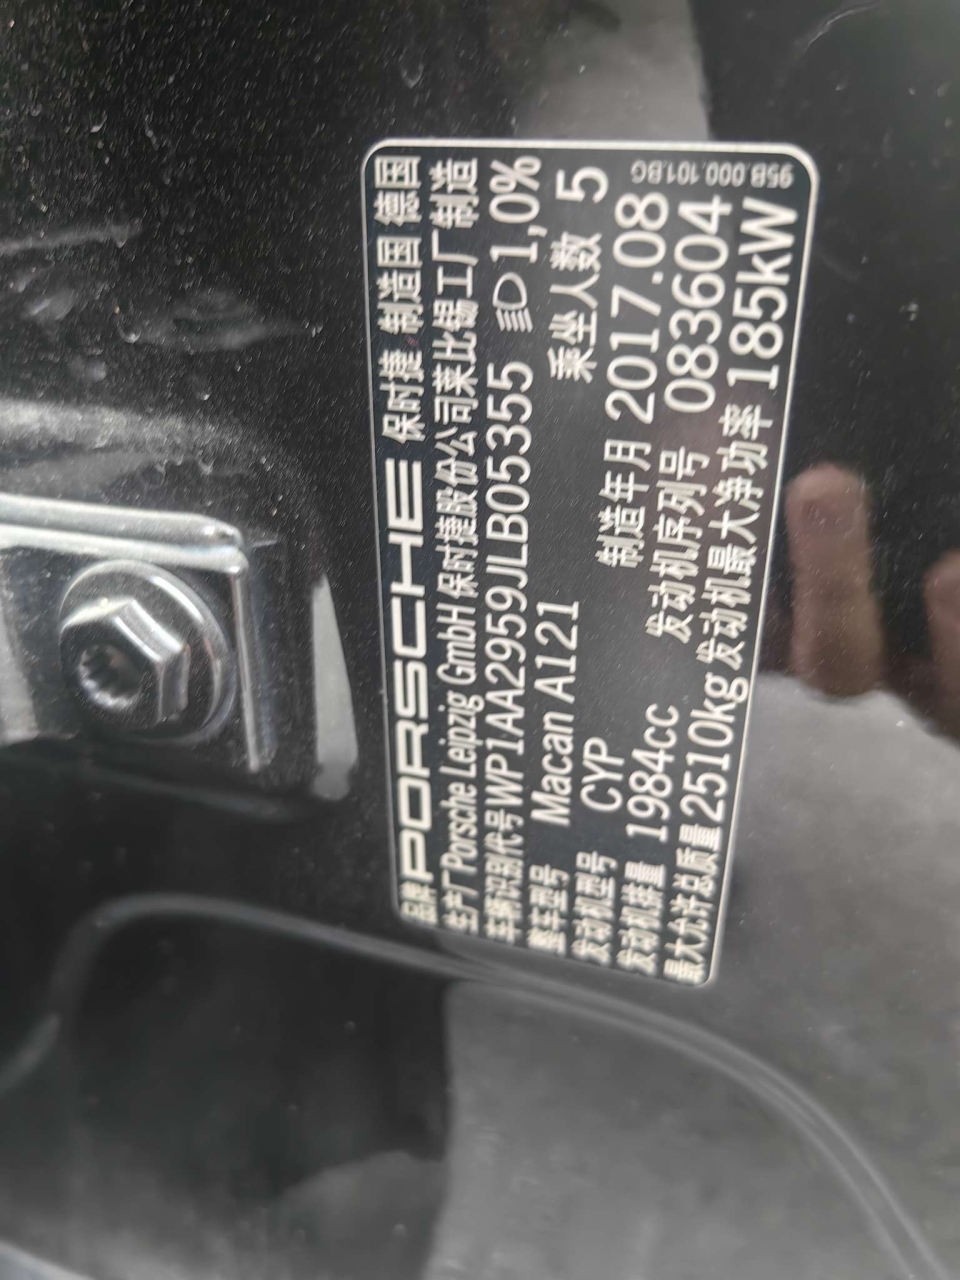 品牌 PORSCHE 保时捷 制造国 德国
生产厂 Porsche Leipzig GmbH 保时捷股份公司莱比锡工厂 制造
车辆识别代号 WP1AA2959JLB05355 1,0%
整车型号 Macan A121 乘坐人数 5
发动机型号 CYP 制造年月 2017.08
发动机排量 1984cc 发动机序列号 083604
最大允许总质量 2510kg 发动机最大净功率 185kW
95B.000.101.BG